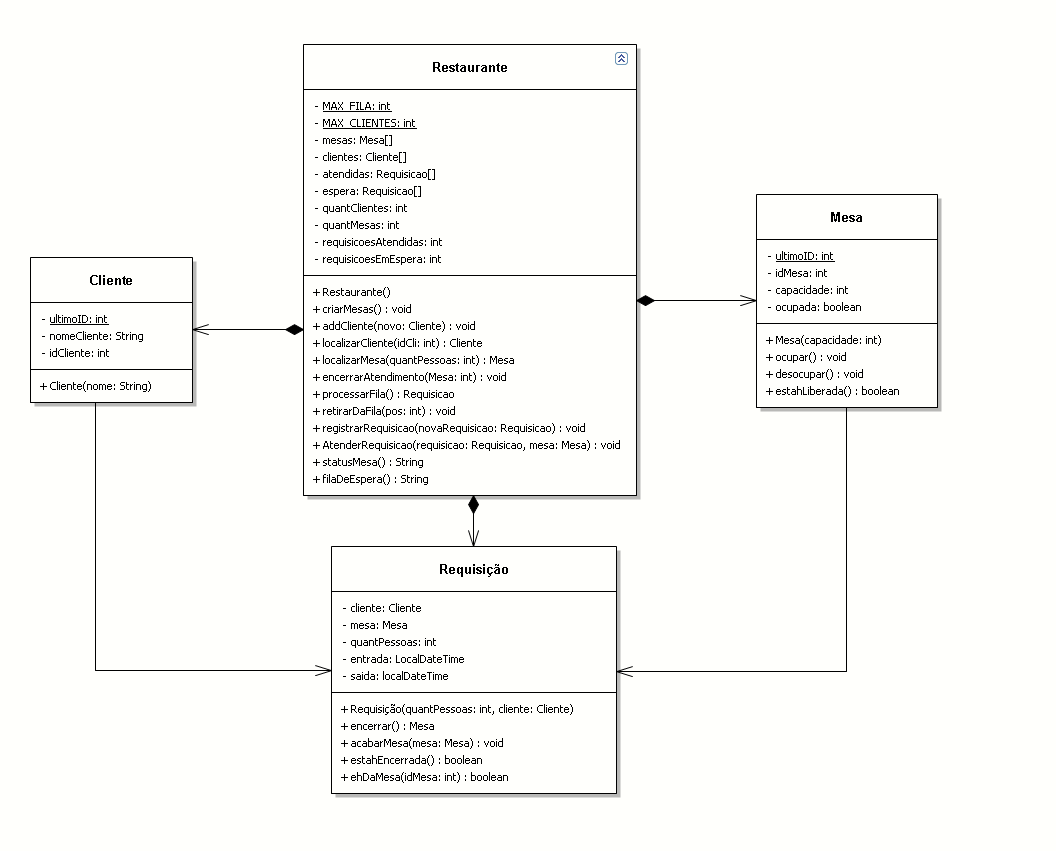 Restaurante
- MAX_FILA: int
- MAX_CLIENTES: int
- mesas: Mesa[]
- clientes: Cliente[]
- atendidas: Requisicao[]
- espera: Requisicao[]
- quantClientes: int
- quantMesas: int
- requisicoesAtendidas: int
- requisicoesEmEspera: int
+ Restaurante()
+ criarMesas() : void
+ addCliente(novo: Cliente) : void
+ localizarCliente(idCli: int) : Cliente
+ localizarMesa(quantPessoas: int) : Mesa
+ encerrarAtendimento(Mesa: int) : void
+ processarFila() : Requisicao
+ retirarDaFila(pos: int) : void
+ registrarRequisicao(novaRequisicao: Requisicao) : void
+ AtenderRequisicao(requisicao: Requisicao, mesa: Mesa) : void
+ statusMesa() : String
+ filaDeEspera() : String
Mesa
- ultimoID: int
- idMesa: int
- capacidade: int
- ocupada: boolean
+ Mesa(capacidade: int)
+ ocupar() : void
+ desocupar() : void
+ estahLiberada() : boolean
Cliente
- ultimoID: int
- nomeCliente: String
- idCliente: int
+ Cliente(nome: String)
Requisição
- cliente: Cliente
- mesa: Mesa
- quantPessoas: int
- entrada: LocalDateTime
- saida: localDateTime
+ Requisição(quantPessoas: int, cliente: Cliente)
+ encerrar() : Mesa
+ acabarMesa(mesa: Mesa) : void
+ estahEncerrada() : boolean
+ ehDaMesa(idMesa: int) : boolean